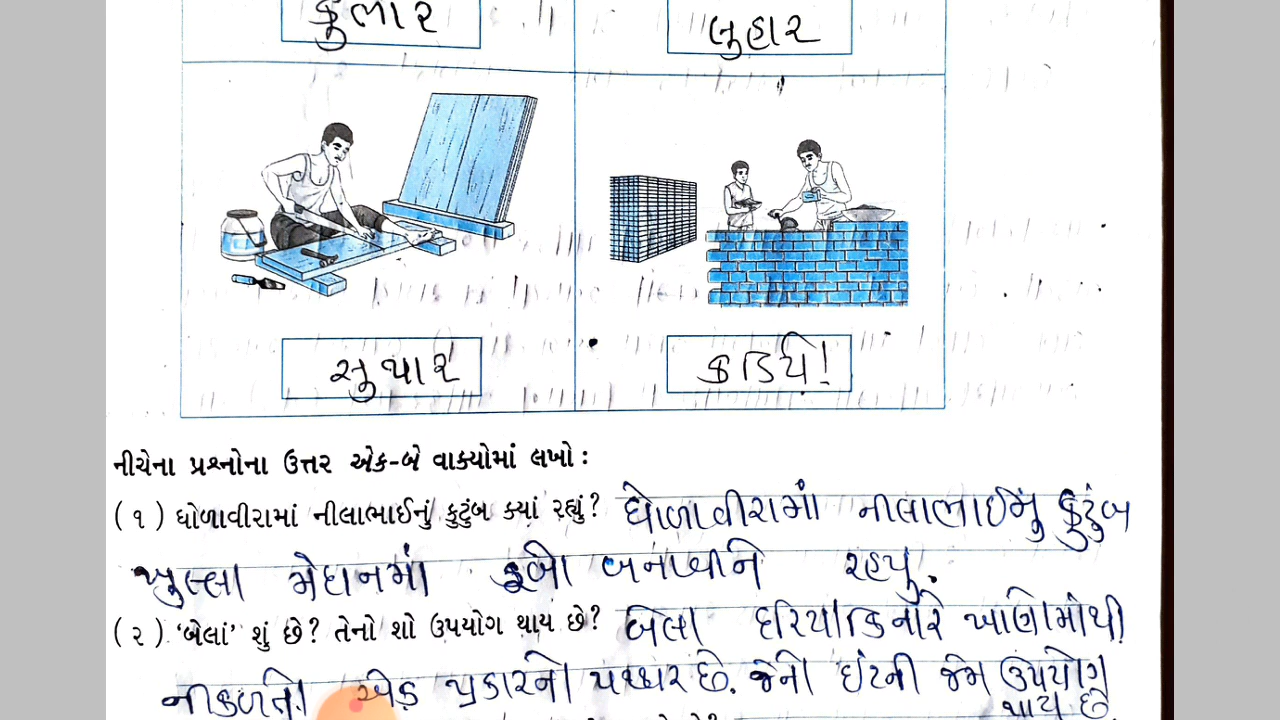 કુંભાર
લુહાર
સુથાર
કડિયો
નીચેના પ્રશ્નોના ઉત્તર એક-બે વાક્યોમાં લખો :
(૧) ધોળાવીરામાં નીલાભાઈનું કુટુંબ ક્યાં રહ્યું? ધોળાવીરામાં નીલાભાઈનું કુટુંબ
ખુલ્લા મેદાનમાં કૂબો બનાવીને રહ્યુ.
(૨) ‘બેલાં’ શું છે? તેનો શો ઉપયોગ થાય છે? બેલા દરિયાકિનારે ખાણોમાંથી
નીકળતો એક પ્રકારનો પથ્થર છે. જેનો ઈંટની જેમ ઉપયોગ
થાય છે